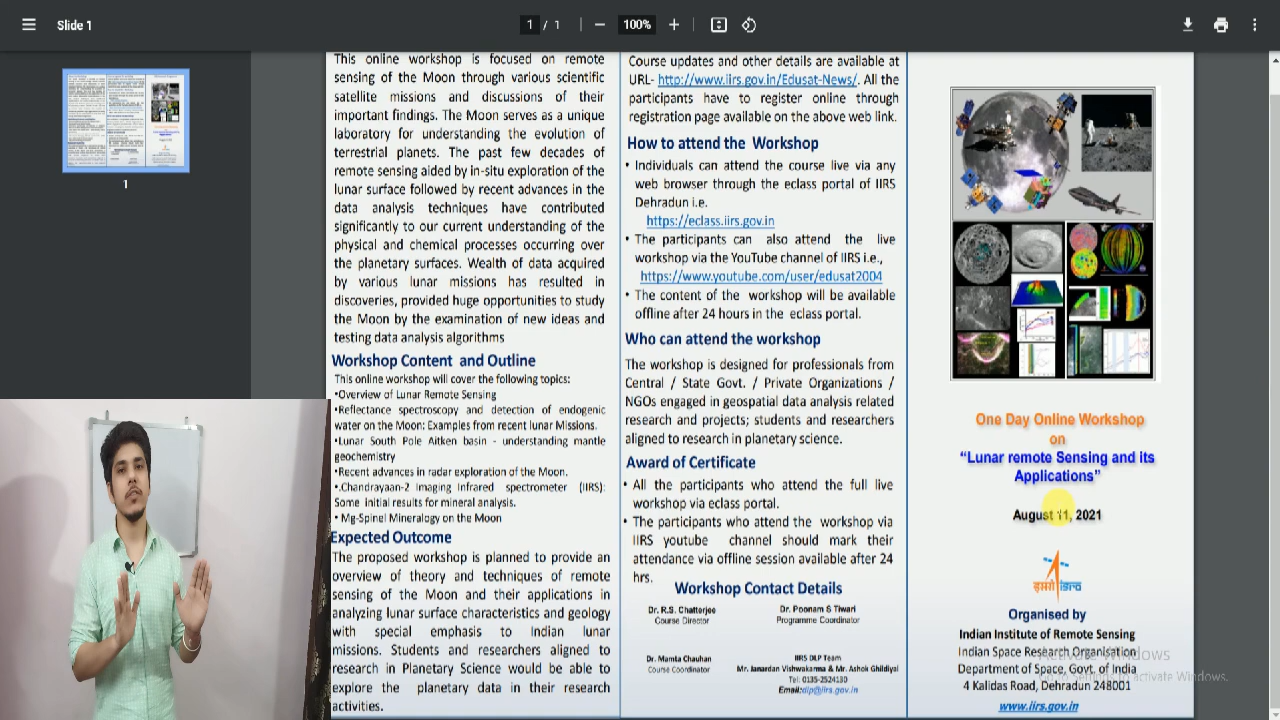 Slide 1
1 / 1
100%
1
This online workshop is focused on remote
sensing of the Moon through various scientific
satellite missions and discussions of their
important findings. The Moon serves a unique
laboratory for understanding the evolution of
terrestrial planets. The past few decades of
remote sensing aided by in-situ exploration of the
lunar surface followed by recent advances in the
data analysis techniques have contributed
significantly to our current understanding of the
physical and chemical processes occurring over
the planetary surfaces. Wealth of data acquired
by various lunar missions has resulted in
discoveries, provided huge opportunities to study
the Moon by the examination of new ideas and
testing data analysis algorithms
Workshop Content and Outline
This online workshop will cover the following topics:
•Overview of Lunar Remote Sensing
•Reflectance spectroscopy and detection of endogenic
water on the Moon: Examples from recent lunar Missions.
•Lunar South Pole Aitken basin - understanding mantle
geochemistry
•Recent advances in radar exploration of the Moon.
•.Chandrayaan-2 Imaging Infrared spectrometer (IIRS):
Some initial results for mineral analysis.
• Mg-Spinel Mineralogy on the Moon
Expected Outcome
The proposed workshop is planned to provide an
overview of theory and techniques of remote
sensing of the Moon and their applications in
analyzing lunar surface characteristics and geology
with special emphasis to Indian lunar
missions. Students and researchers aligned to
research in Planetary Science would be able to
explore the planetary data in their research
activities.
Course updates and other details are available at
URL: http://www.iirs.gov.in/Edusat-News/. All the
participants have to register online through
registration page available on the above web link.
How to attend the Workshop
• Individuals can attend the course live via any
web browser through the eclass portal of IIRS
Dehradun i.e.
https://eclass.iirs.gov.in
• The participants can also attend the live
workshop via the YouTube channel of IIRS i.e.,
https://www.youtube.com/user/edusat2004
• The content of the workshop will be available
offline after 24 hours in the eclass portal.
Who can attend the workshop
The workshop is designed for professionals from
Central / State Govt. / Private Organizations /
NGOs engaged in geospatial data analysis related
research and projects; students and researchers
aligned to research in planetary science.
Award of Certificate
• All the participants who attend the full live
workshop via eclass portal.
• The participants who attend the workshop via
IIRS youtube channel should mark their
attendance via offline session available after 24
hrs.
Workshop Contact Details
Dr. R.S. Chatterjee
Course Director
Dr. Poonam S Tiwari
Programme Coordinator
Dr. Mamta Chauhan
Course Coordinator
IIRS DLP Team
Mr. Janardan Vishwakarma & Mr. Ashok Ghildiyal
Tel: 0135-2524130
Email:dlp@iirs.gov.in
One Day Online Workshop
on
“Lunar remote Sensing and its
Applications”
August 11, 2021
इसरो isro
Organised by
Indian Institute of Remote Sensing
Indian Space Research Organisation
Department of Space, Govt. of India
4 Kalidas Road, Dehradun 248001
www.iirs.gov.in
Activate Windows
Go to Settings to activate Windows.